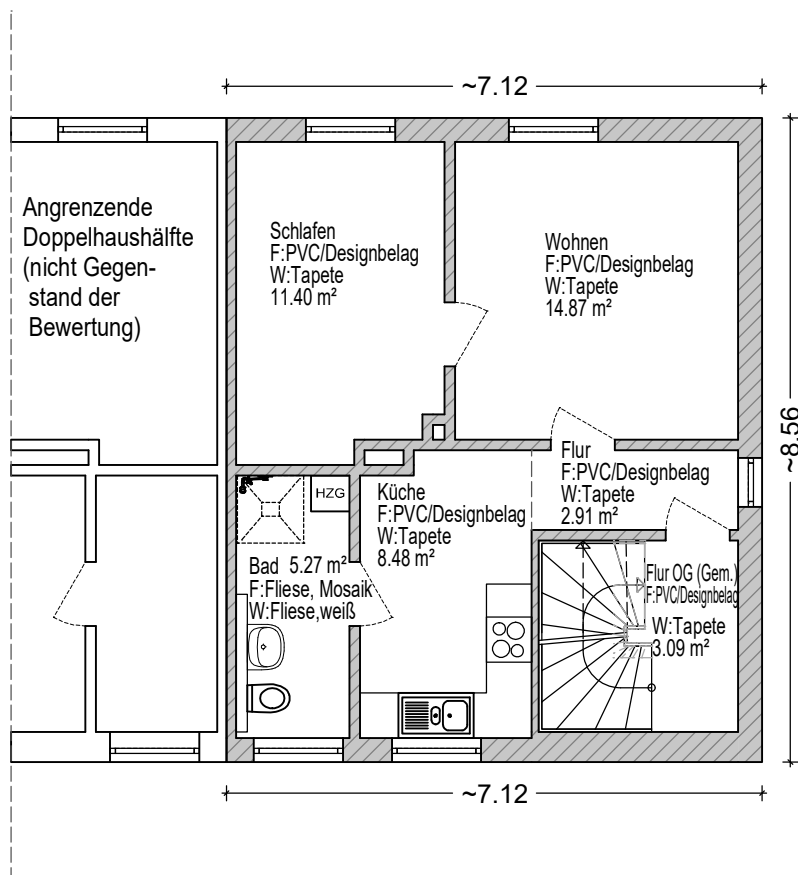 ~7.12
Angrenzende
Doppelhaushälfte
(nicht Gegen-
stand der
Bewertung)
Schlafen
F:PVC/Designbelag
W:Tapete
11.40 m²
Wohnen
F:PVC/Designbelag
W:Tapete
14.87 m²
~8.56
Flur
F:PVC/Designbelag
W:Tapete
2.91 m²
HZG
Küche
F:PVC/Designbelag
W:Tapete
8.48 m²
Bad 5.27 m²
F:Fliese, Mosaik
W:Fliese,weiß
Flur OG (Gem.)
F:PVC/Designbelag
W:Tapete
3.09 m²
~7.12